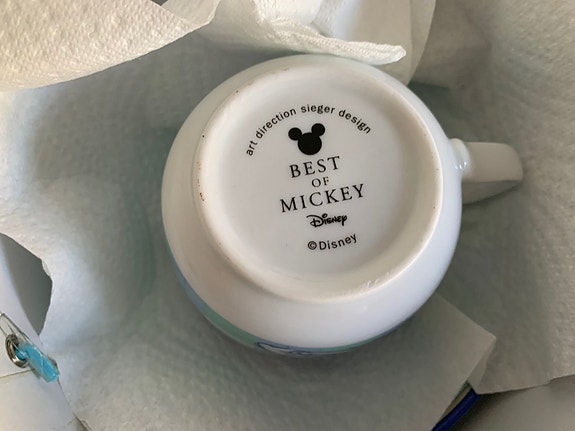 art direction sieger design
BEST
OF
MICKEY
Disney
©Disney